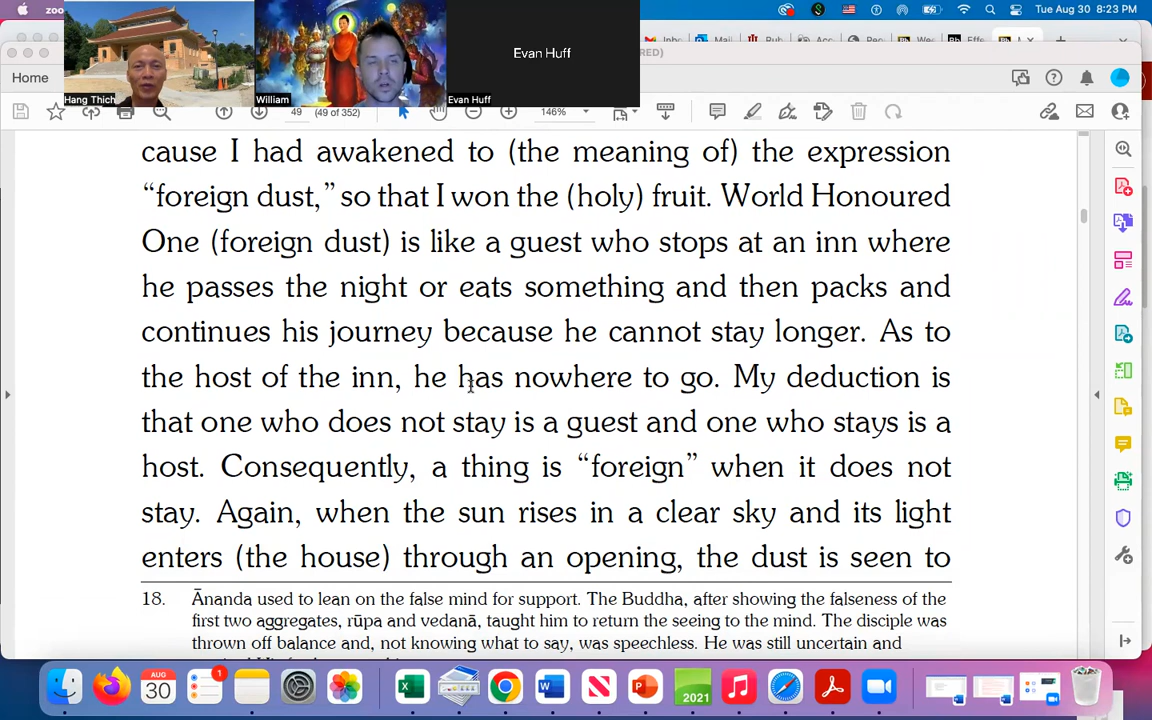 zoo
Tue Aug 30 8:23 PM
Home
Hang Thich
William
Evan Huff
Evan Huff
49 (49 of 352)
146%
cause I had awakened to (the meaning of) the expression
“foreign dust,” so that I won the (holy) fruit. World Honoured
One (foreign dust) is like a guest who stops at an inn where
he passes the night or eats something and then packs and
continues his journey because he cannot stay longer. As to
the host of the inn, he has nowhere to go. My deduction is
that one who does not stay is a guest and one who stays is a
host. Consequently, a thing is “foreign” when it does not
stay. Again, when the sun rises in a clear sky and its light
enters (the house) through an opening, the dust is seen to
18. Ānanda used to lean on the false mind for support. The Buddha, after showing the falseness of the
first two aggregates, rūpa and vedanā, taught him to return the seeing to the mind. The disciple was
thrown off balance and, not knowing what to say, was speechless. He was still uncertain and
AUG
30
1
2021